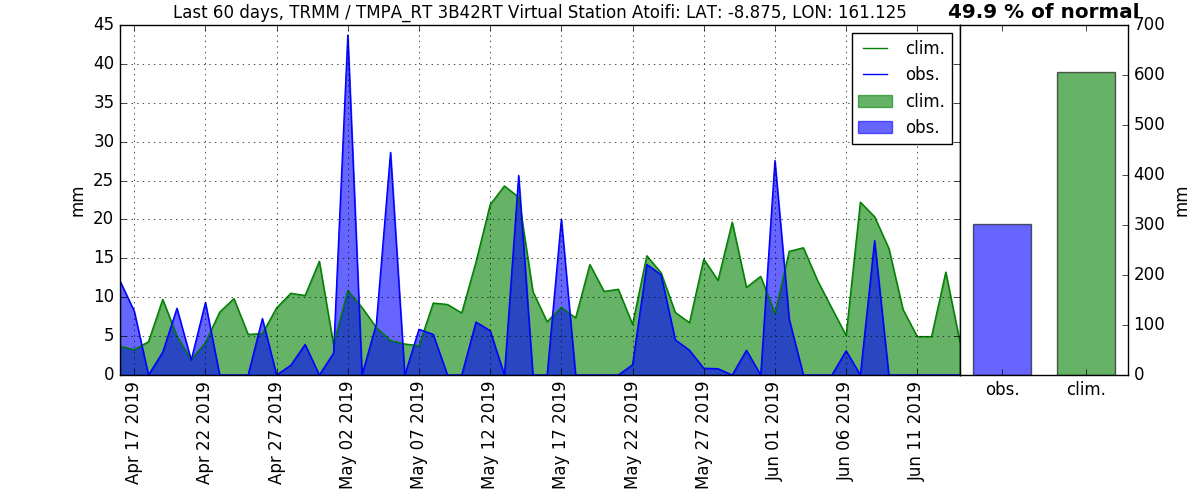 Last 60 days, TRMM / TMPA_RT 3B42RT Virtual Station Atoifi: LAT: -8.875, LON: 161.125
49.9 % of normal
45
40
35
30
25
20
15
10
5
0
mm
clim.
obs.
clim.
obs.
700
600
500
400
300
200
100
0
mm
Apr 17 2019
Apr 22 2019
Apr 27 2019
May 02 2019
May 07 2019
May 12 2019
May 17 2019
May 22 2019
May 27 2019
Jun 01 2019
Jun 06 2019
Jun 11 2019
obs.
clim.